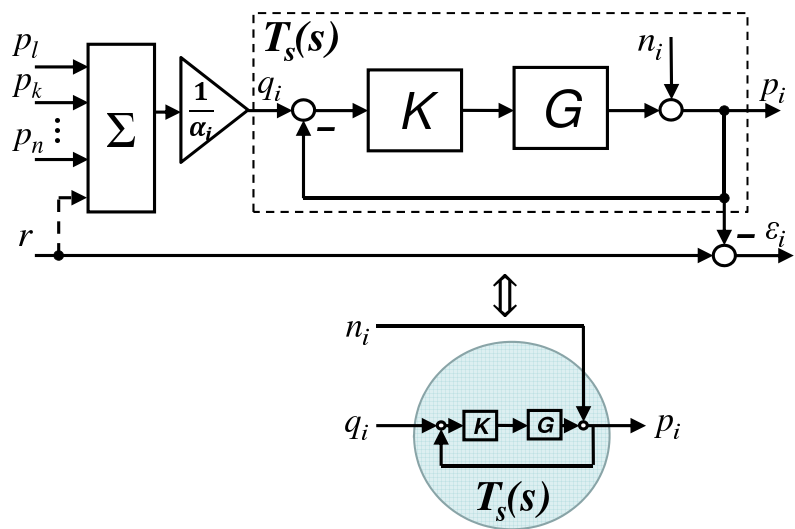 T_s(s)
p_l
p_k
p_n ⋮
Σ
1/α_i
q_i
−
K
G
n_i
p_i
r
− ε_i
⇕
n_i
q_i
K
G
p_i
T_s(s)